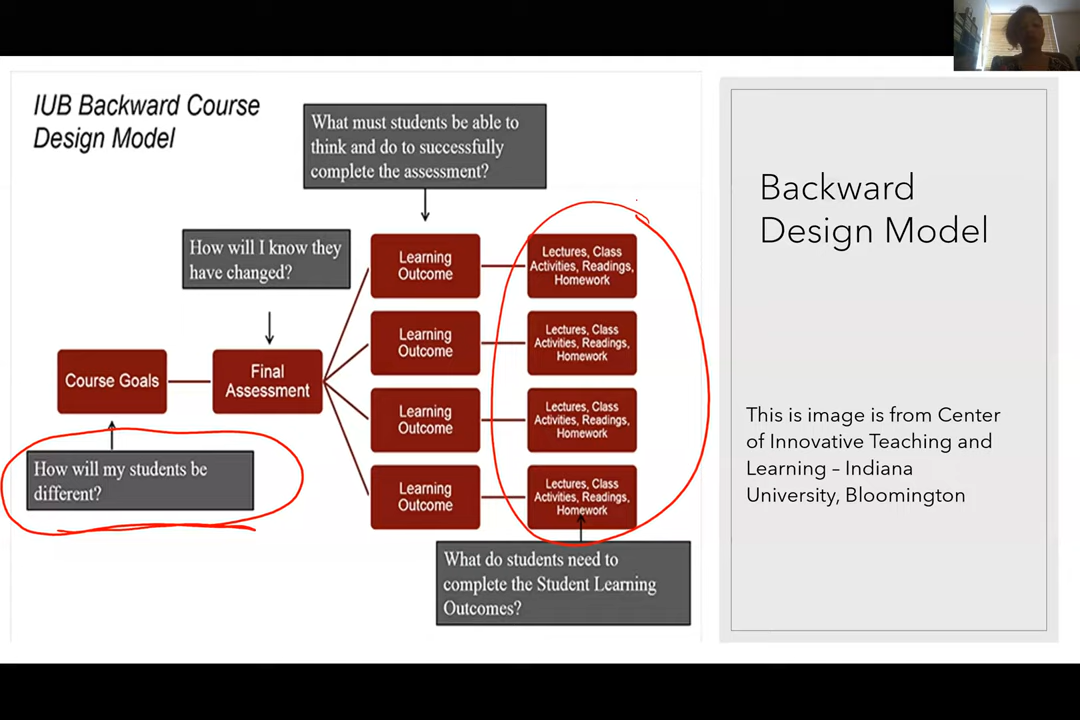 IUB Backward Course
Design Model
What must students be able to
think and do to successfully
complete the assessment?
How will I know they
have changed?
Learning
Outcome
Lectures, Class
Activities, Readings,
Homework
Learning
Outcome
Lectures, Class
Activities, Readings,
Homework
Course Goals
Final
Assessment
Learning
Outcome
Lectures, Class
Activities, Readings,
Homework
How will my students be
different?
Learning
Outcome
Lectures, Class
Activities, Readings,
Homework
What do students need to
complete the Student Learning
Outcomes?
Backward
Design Model
This is image is from Center
of Innovative Teaching and
Learning – Indiana
University, Bloomington